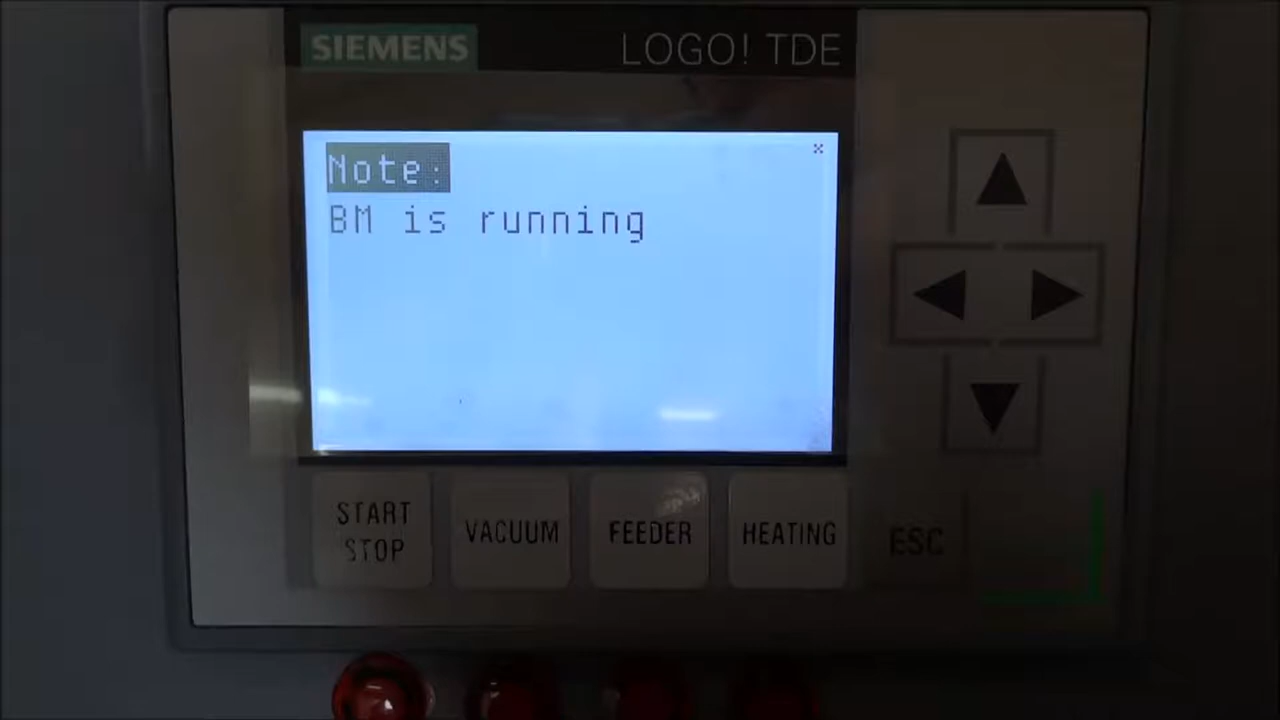 SIEMENS LOGO! TDE
x
Note:
BM is running
START
STOP
VACUUM
FEEDER
HEATING
ESC